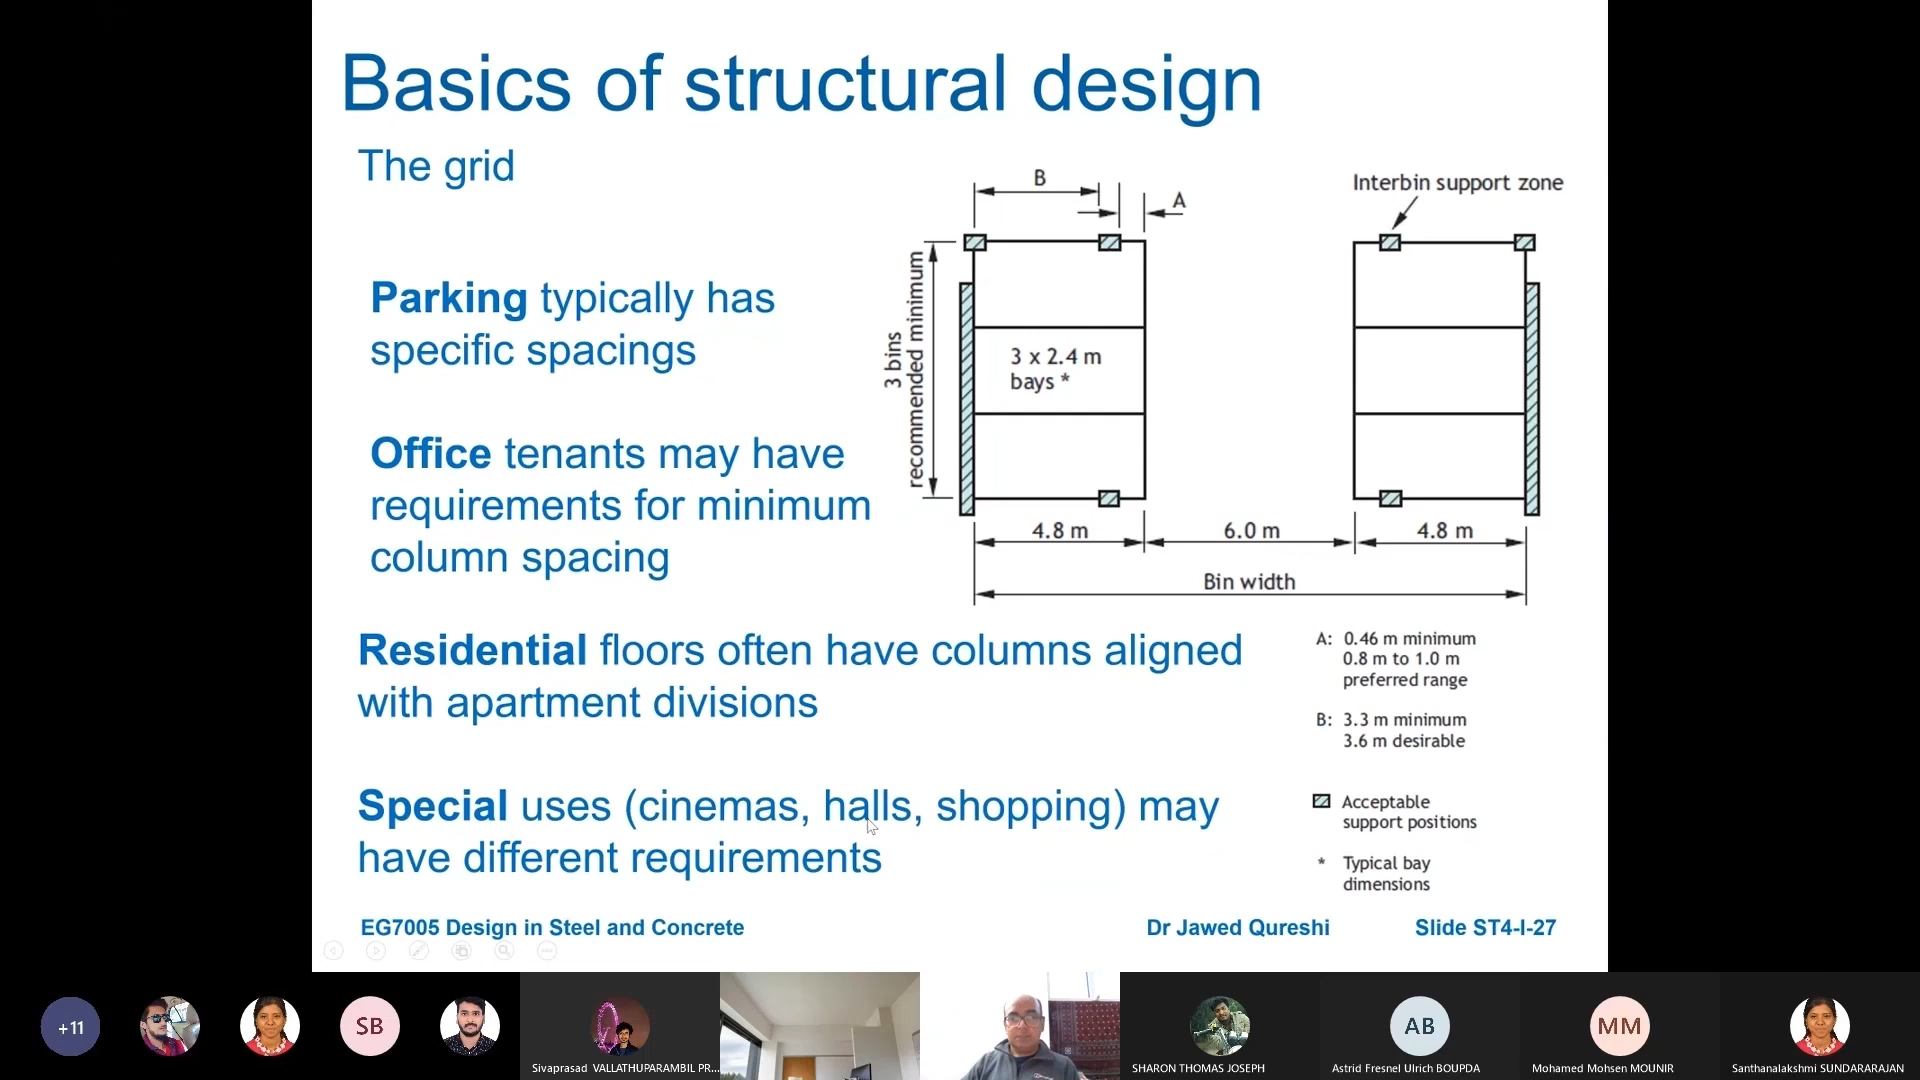 Basics of structural design
The grid
Parking typically has
specific spacings
Office tenants may have
requirements for minimum
column spacing
Residential floors often have columns aligned
with apartment divisions
Special uses (cinemas, halls, shopping) may
have different requirements
B
A
Interbin support zone
3 bins
recommended minimum
3 x 2.4 m
bays *
4.8 m
6.0 m
4.8 m
Bin width
A: 0.46 m minimum
0.8 m to 1.0 m
preferred range
B: 3.3 m minimum
3.6 m desirable
Acceptable
support positions
* Typical bay
dimensions
EG7005 Design in Steel and Concrete
Dr Jawed Qureshi
Slide ST4-I-27
+11
SB
Sivaprasad VALLATHUPARAMBIL PR...
SHARON THOMAS JOSEPH
AB
Astrid Fresnel Ulrich BOUPDA
MM
Mohamed Mohsen MOUNIR
Santhanalakshmi SUNDARARAJAN